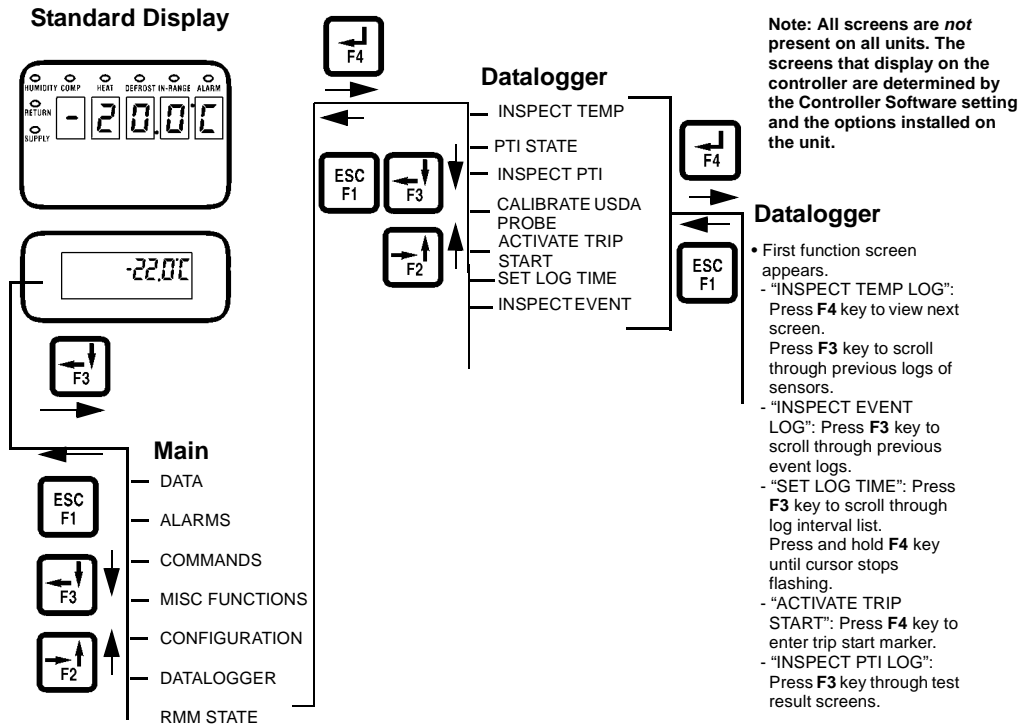 Standard Display
HUMIDITY COMP HEAT DEFROST IN-RANGE ALARM
RETURN
SUPPLY
-20.0°C
-22,0°C
F3
Main
ESC
F1
F3
F2
DATA
ALARMS
COMMANDS
MISC FUNCTIONS
CONFIGURATION
DATALOGGER
RMM STATE
F4
Datalogger
ESC
F1
F3
F2
INSPECT TEMP
PTI STATE
INSPECT PTI
CALIBRATE USDA
PROBE
ACTIVATE TRIP
START
SET LOG TIME
INSPECTEVENT
Note: All screens are not
present on all units. The
screens that display on the
controller are determined by
the Controller Software setting
and the options installed on
the unit.
F4
ESC
F1
Datalogger
• First function screen
appears.
- “INSPECT TEMP LOG”:
Press F4 key to view next
screen.
Press F3 key to scroll
through previous logs of
sensors.
- “INSPECT EVENT
LOG”: Press F3 key to
scroll through previous
event logs.
- “SET LOG TIME”: Press
F3 key to scroll through
log interval list.
Press and hold F4 key
until cursor stops
flashing.
- “ACTIVATE TRIP
START”: Press F4 key to
enter trip start marker.
- “INSPECT PTI LOG”:
Press F3 key through test
result screens.